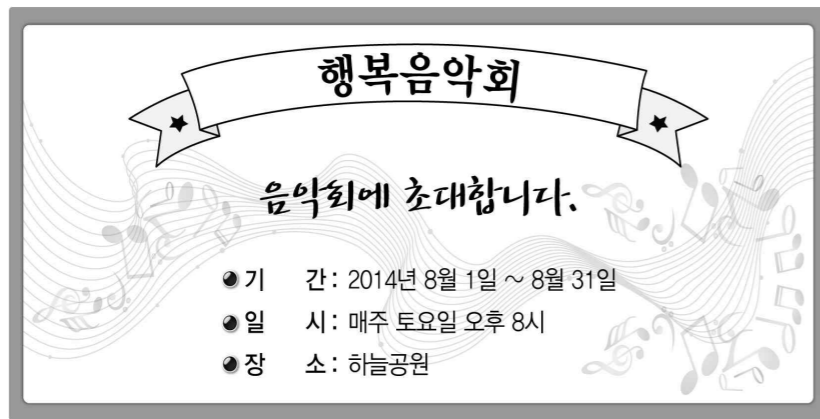 행복음악회
음악회에 초대합니다.
기 간 : 2014년 8월 1일 ~ 8월 31일
일 시 : 매주 토요일 오후 8시
장 소 : 하늘공원